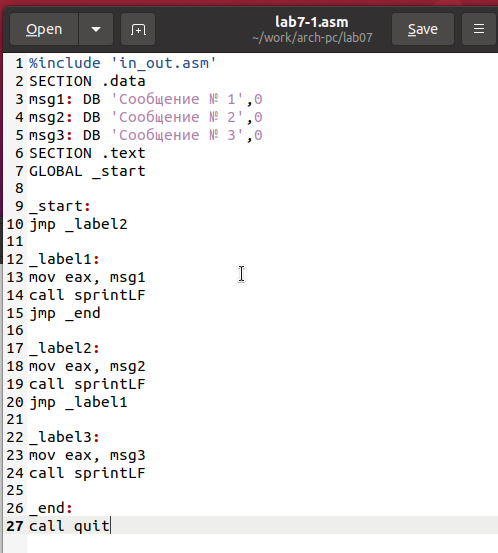 Open
lab7-1.asm
~/work/arch-pc/lab07
Save
1 %include 'in_out.asm'
2 SECTION .data
3 msg1: DB 'Сообщение № 1',0
4 msg2: DB 'Сообщение № 2',0
5 msg3: DB 'Сообщение № 3',0
6 SECTION .text
7 GLOBAL _start
8
9 _start:
10 jmp _label2
11
12 _label1:
13 mov eax, msg1
14 call sprintLF
15 jmp _end
16
17 _label2:
18 mov eax, msg2
19 call sprintLF
20 jmp _label1
21
22 _label3:
23 mov eax, msg3
24 call sprintLF
25
26 _end:
27 call quit